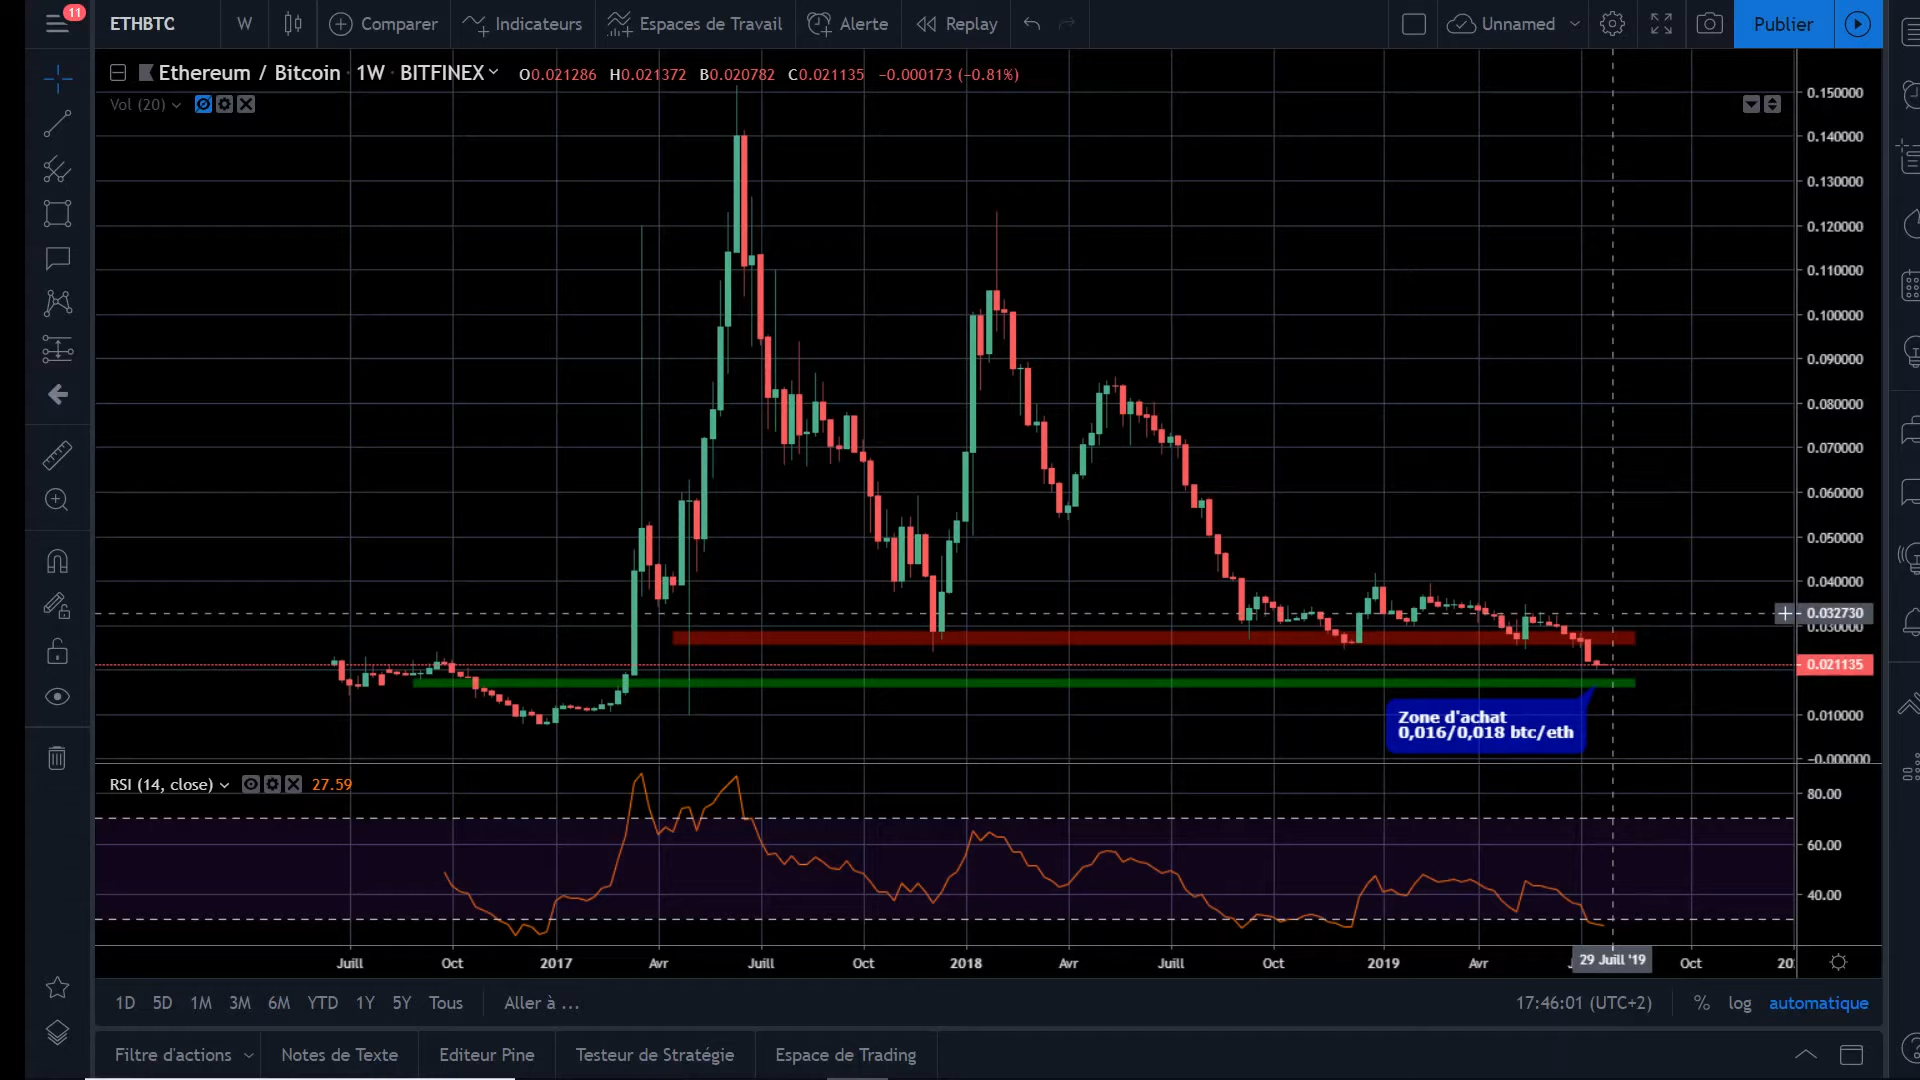 11
ETHBTC
W
Comparer
Indicateurs
Espaces de Travail
Alerte
Replay
Unnamed
Publier
Ethereum / Bitcoin · 1W · BITFINEX
O0.021286 H0.021372 B0.020782 C0.021135 −0.000173 (−0.81%)
Vol (20)
0.150000
0.140000
0.130000
0.120000
0.110000
0.100000
0.090000
0.080000
0.070000
0.060000
0.050000
0.040000
0.032730
0.030000
0.021135
0.010000
-0.000000
Zone d'achat
0,016/0,018 btc/eth
RSI (14, close)
27.59
80.00
60.00
40.00
Juill
Oct
2017
Avr
Juill
Oct
2018
Avr
Juill
Oct
2019
Avr
29 Juill '19
Oct
20
1D 5D 1M 3M 6M YTD 1Y 5Y Tous
Aller à ...
17:46:01 (UTC+2)
% log automatique
Filtre d'actions
Notes de Texte
Editeur Pine
Testeur de Stratégie
Espace de Trading